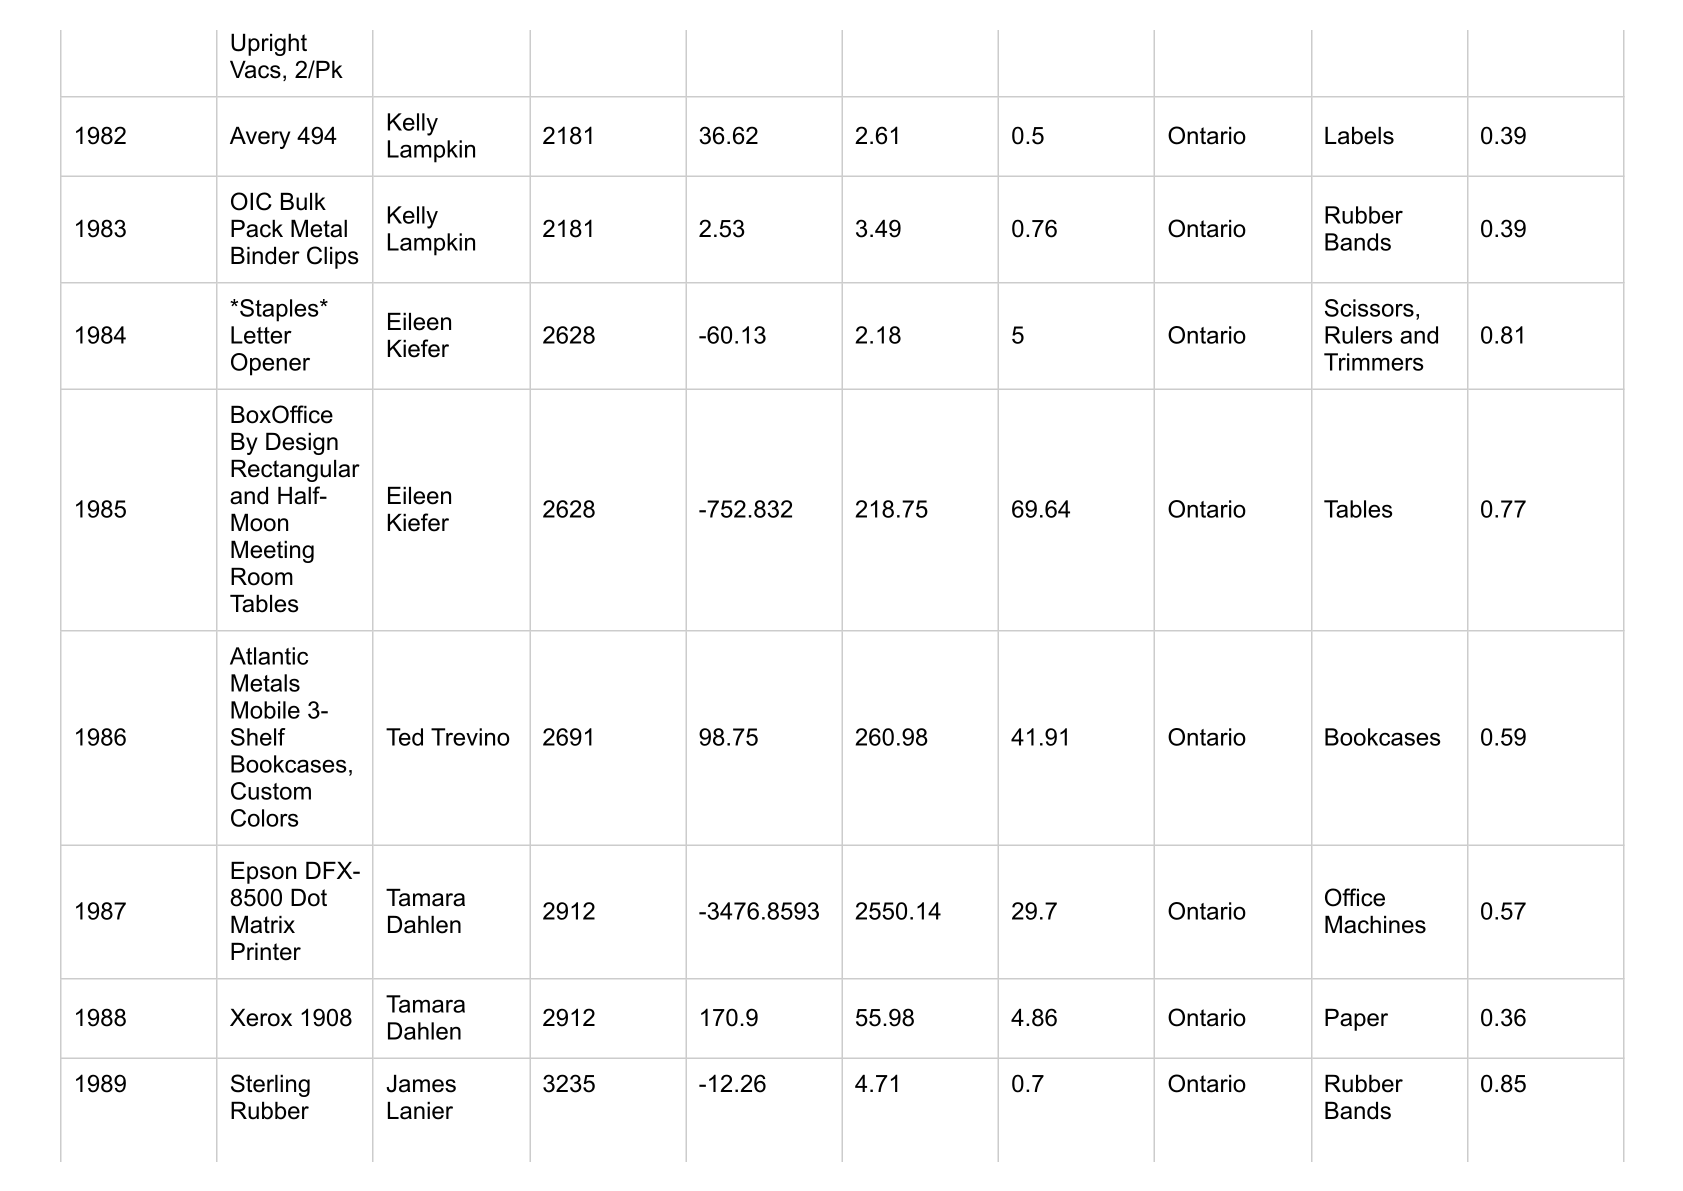 Upright
Vacs, 2/Pk
1982
Avery 494
Kelly
Lampkin
2181
36.62
2.61
0.5
Ontario
Labels
0.39
1983
OIC Bulk
Pack Metal
Binder Clips
Kelly
Lampkin
2181
2.53
3.49
0.76
Ontario
Rubber
Bands
0.39
1984
*Staples*
Letter
Opener
Eileen
Kiefer
2628
-60.13
2.18
5
Ontario
Scissors,
Rulers and
Trimmers
0.81
1985
BoxOffice
By Design
Rectangular
and Half-
Moon
Meeting
Room
Tables
Eileen
Kiefer
2628
-752.832
218.75
69.64
Ontario
Tables
0.77
1986
Atlantic
Metals
Mobile 3-
Shelf
Bookcases,
Custom
Colors
Ted Trevino
2691
98.75
260.98
41.91
Ontario
Bookcases
0.59
1987
Epson DFX-
8500 Dot
Matrix
Printer
Tamara
Dahlen
2912
-3476.8593
2550.14
29.7
Ontario
Office
Machines
0.57
1988
Xerox 1908
Tamara
Dahlen
2912
170.9
55.98
4.86
Ontario
Paper
0.36
1989
Sterling
Rubber
James
Lanier
3235
-12.26
4.71
0.7
Ontario
Rubber
Bands
0.85